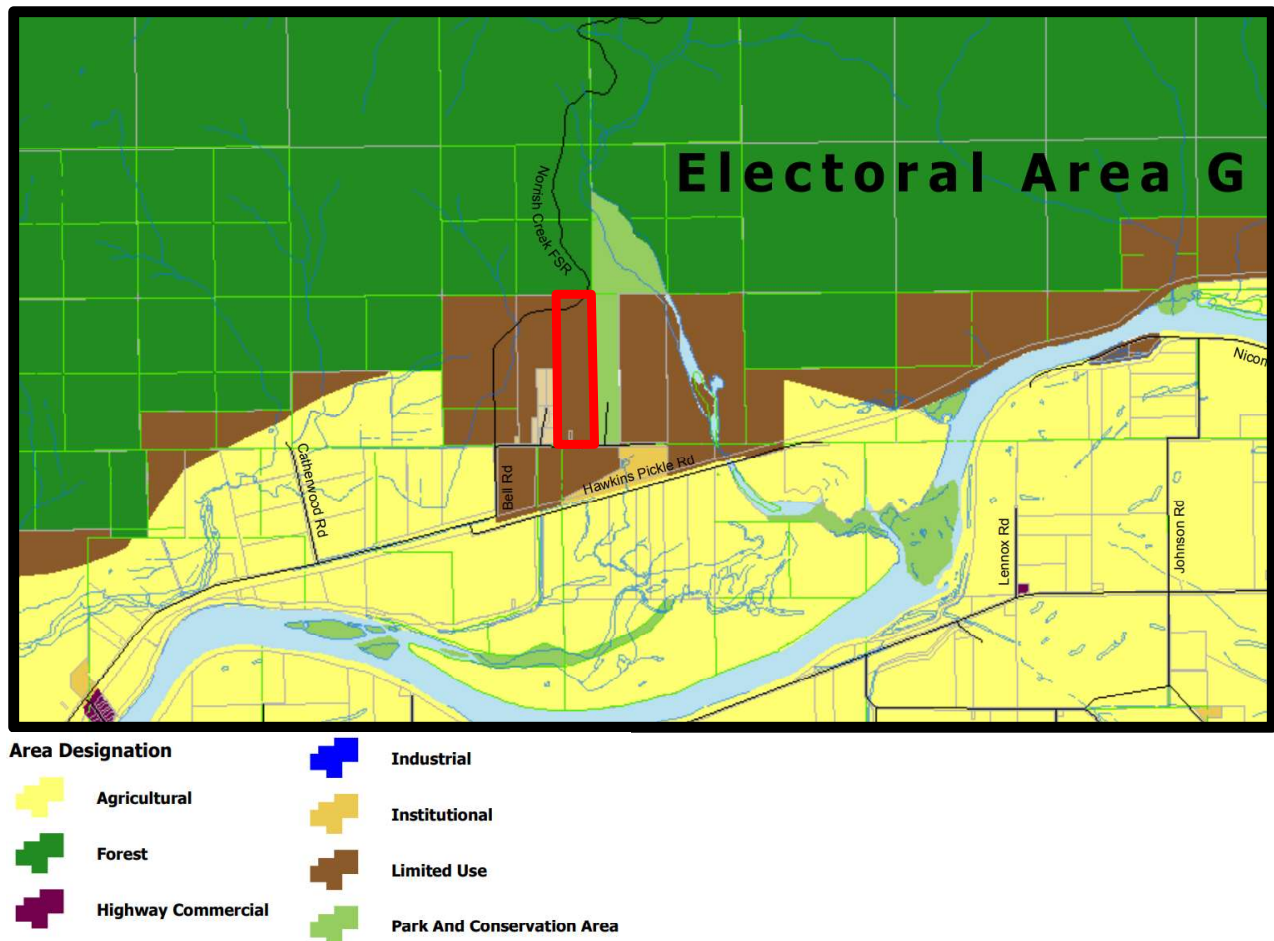 Electoral Area G
Norrish Creek FSR
Nicom
Catherwood Rd
Bell Rd
Hawkins Pickle Rd
Lennox Rd
Johnson Rd
Area Designation
Agricultural
Forest
Highway Commercial
Industrial
Institutional
Limited Use
Park And Conservation Area